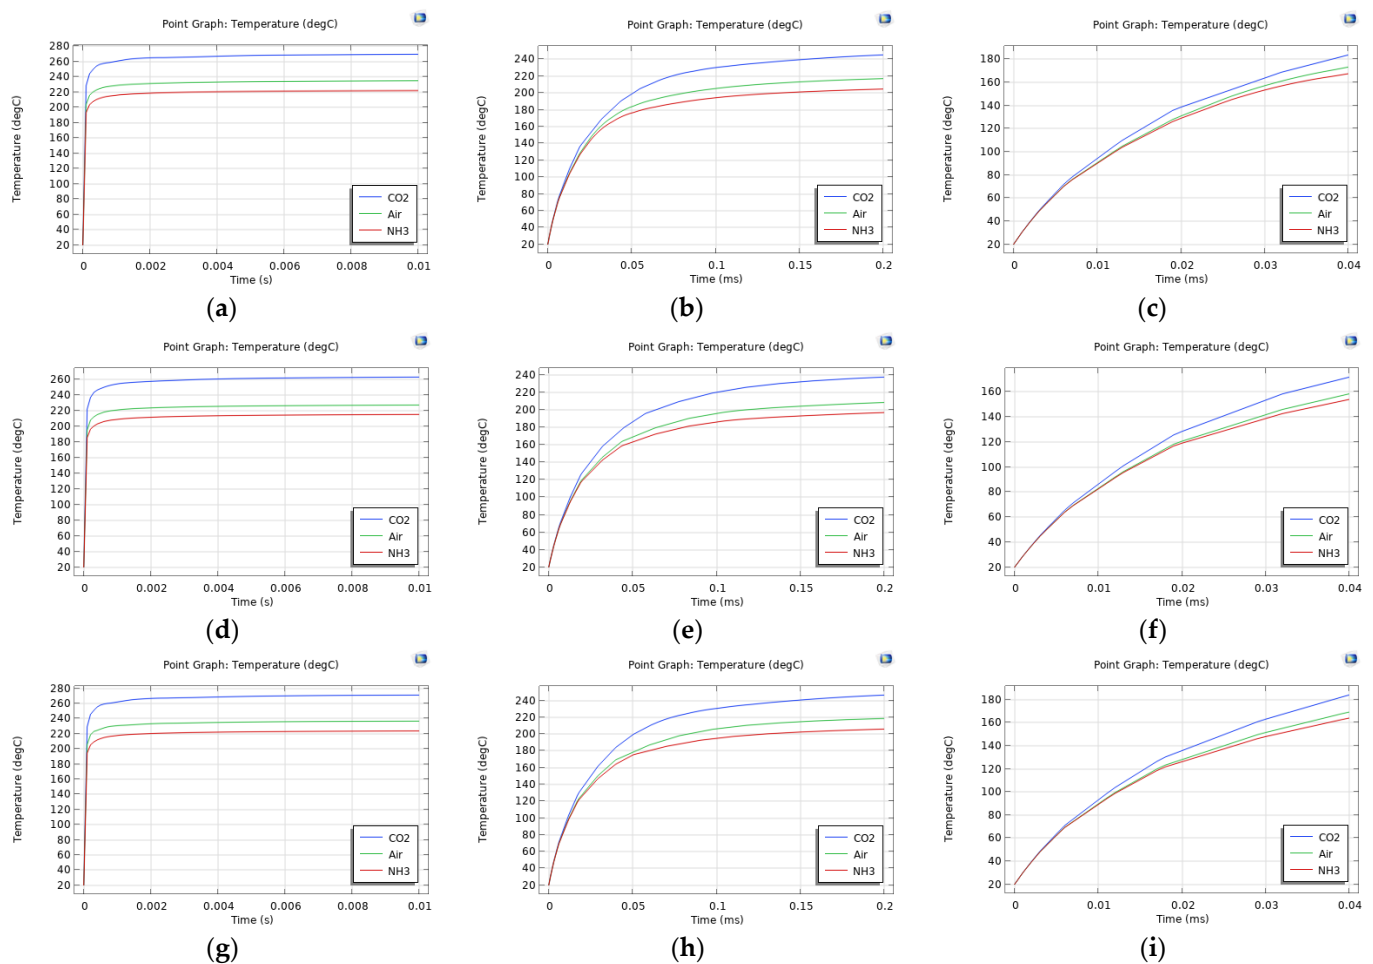 Point Graph: Temperature (degC)
Temperature (degC)
280
260
240
220
200
180
160
140
120
100
80
60
40
20
CO2
Air
NH3
0 0.002 0.004 0.006 0.008 0.01
Time (s)
(a)
Point Graph: Temperature (degC)
Temperature (degC)
240
220
200
180
160
140
120
100
80
60
40
20
CO2
Air
NH3
0 0.05 0.1 0.15 0.2
Time (ms)
(b)
Point Graph: Temperature (degC)
Temperature (degC)
180
160
140
120
100
80
60
40
20
CO2
Air
NH3
0 0.01 0.02 0.03 0.04
Time (ms)
(c)
Point Graph: Temperature (degC)
Temperature (degC)
260
240
220
200
180
160
140
120
100
80
60
40
20
CO2
Air
NH3
0 0.002 0.004 0.006 0.008 0.01
Time (s)
(d)
Point Graph: Temperature (degC)
Temperature (degC)
240
220
200
180
160
140
120
100
80
60
40
20
CO2
Air
NH3
0 0.05 0.1 0.15 0.2
Time (ms)
(e)
Point Graph: Temperature (degC)
Temperature (degC)
160
140
120
100
80
60
40
20
CO2
Air
NH3
0 0.01 0.02 0.03 0.04
Time (ms)
(f)
Point Graph: Temperature (degC)
Temperature (degC)
280
260
240
220
200
180
160
140
120
100
80
60
40
20
CO2
Air
NH3
0 0.002 0.004 0.006 0.008 0.01
Time (s)
(g)
Point Graph: Temperature (degC)
Temperature (degC)
240
220
200
180
160
140
120
100
80
60
40
20
CO2
Air
NH3
0 0.05 0.1 0.15 0.2
Time (ms)
(h)
Point Graph: Temperature (degC)
Temperature (degC)
180
160
140
120
100
80
60
40
20
CO2
Air
NH3
0 0.01 0.02 0.03 0.04
Time (ms)
(i)